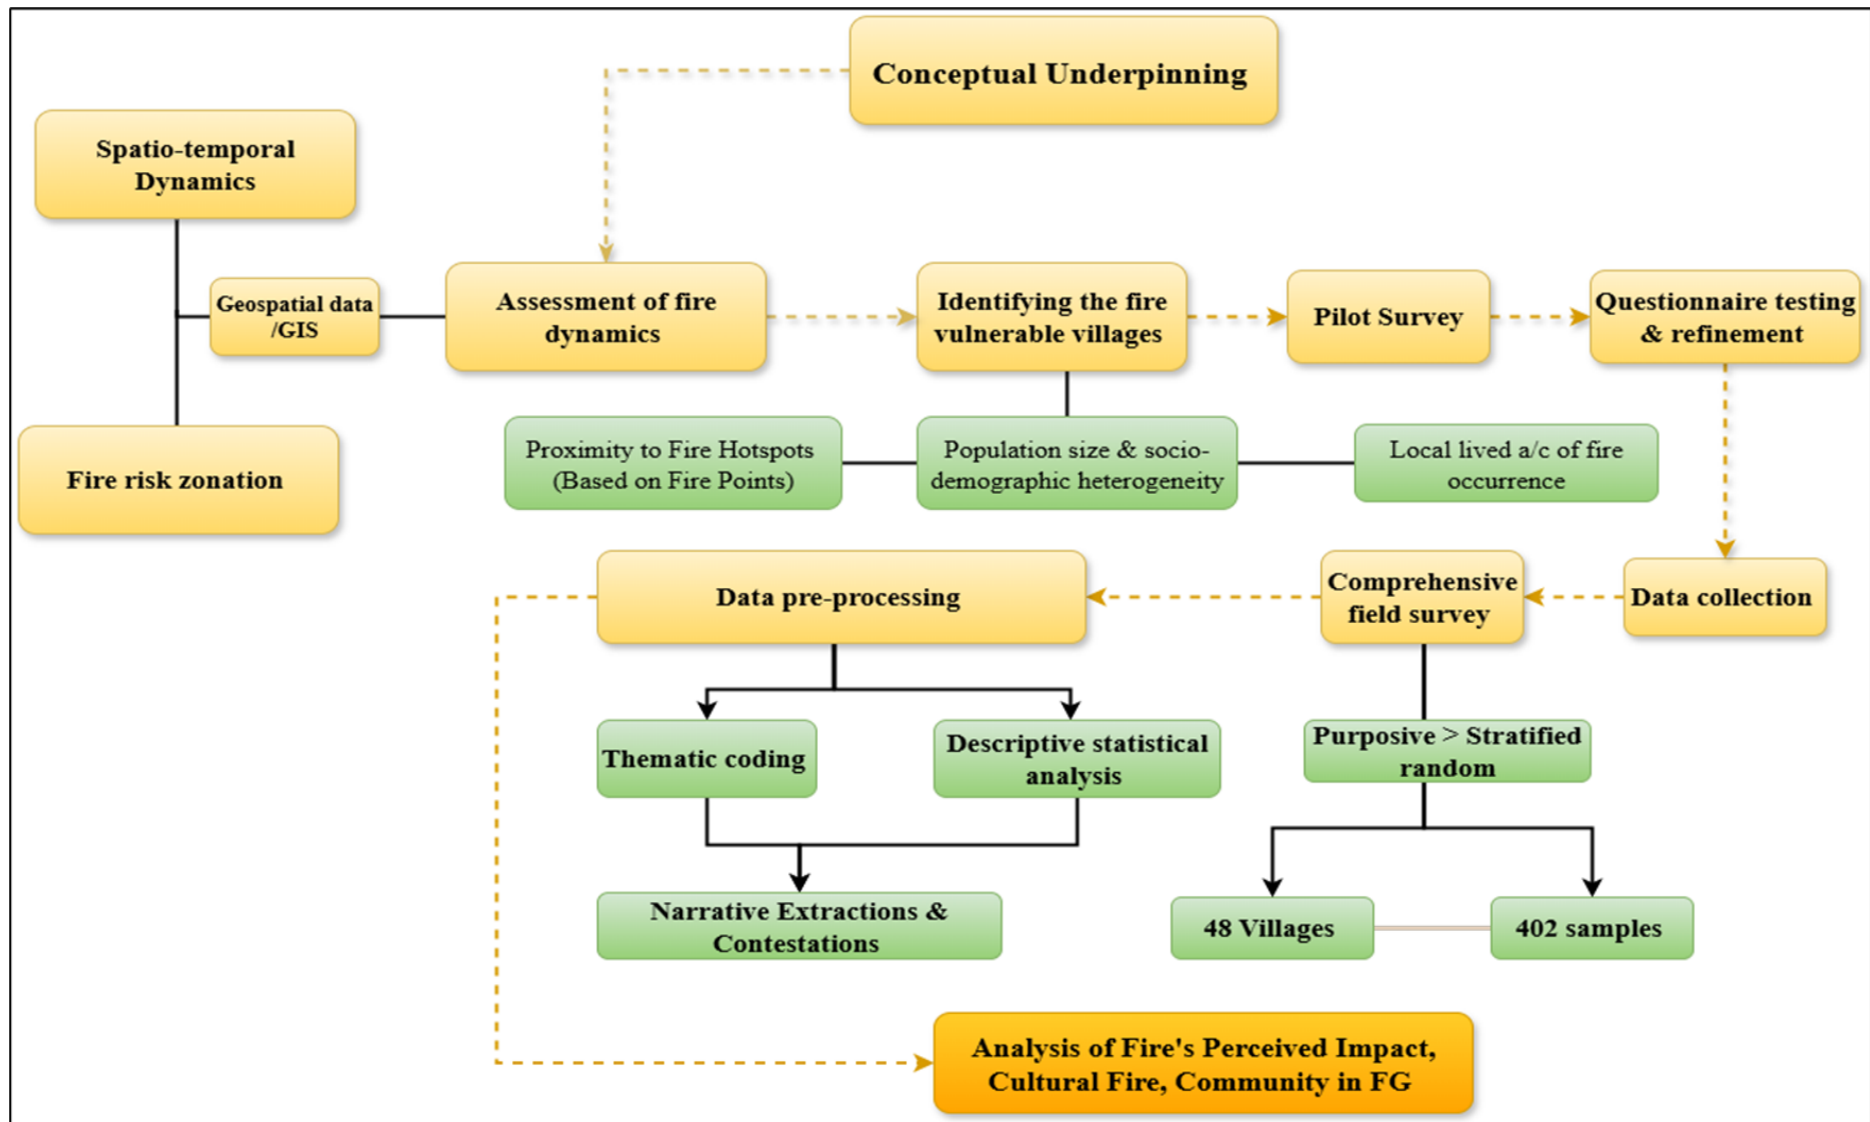 Conceptual Underpinning
Spatio-temporal
Dynamics
Geospatial data
/GIS
Assessment of fire
dynamics
Identifying the fire
vulnerable villages
Pilot Survey
Questionnaire testing
& refinement
Fire risk zonation
Proximity to Fire Hotspots
(Based on Fire Points)
Population size & socio-
demographic heterogeneity
Local lived a/c of fire
occurrence
Data pre-processing
Comprehensive
field survey
Data collection
Thematic coding
Descriptive statistical
analysis
Purposive > Stratified
random
Narrative Extractions &
Contestations
48 Villages
402 samples
Analysis of Fire's Perceived Impact,
Cultural Fire, Community in FG